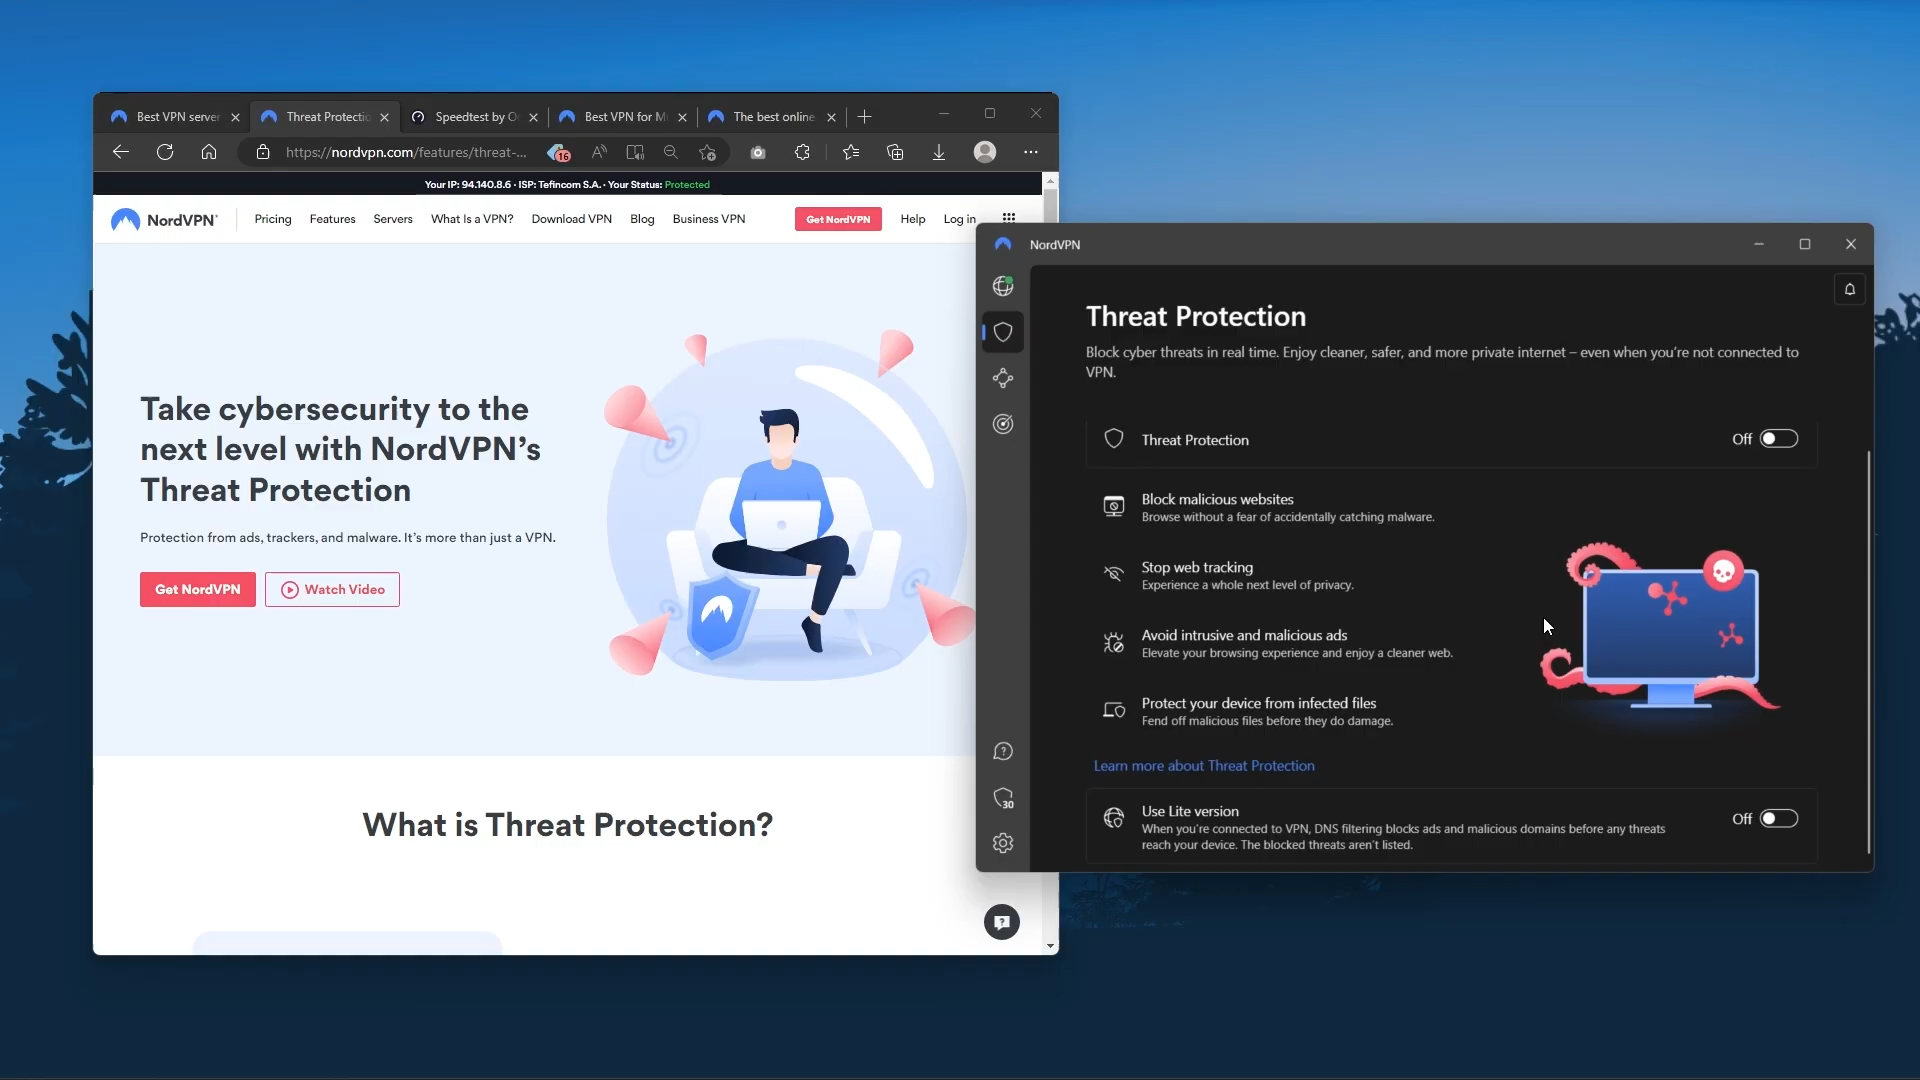 Best VPN server
Threat Protectio
Speedtest by O
Best VPN for M
The best online
https://nordvpn.com/features/threat-...
16
Your IP: 94.140.8.6 · ISP: Tefincom S.A. · Your Status: Protected
NordVPN®
Pricing
Features
Servers
What Is a VPN?
Download VPN
Blog
Business VPN
Get NordVPN
Help
Log in
Take cybersecurity to the
next level with NordVPN’s
Threat Protection
Protection from ads, trackers, and malware. It’s more than just a VPN.
Get NordVPN
Watch Video
What is Threat Protection?
NordVPN
Threat Protection
Block cyber threats in real time. Enjoy cleaner, safer, and more private internet – even when you’re not connected to
VPN.
Threat Protection
Off
Block malicious websites
Browse without a fear of accidentally catching malware.
Stop web tracking
Experience a whole next level of privacy.
Avoid intrusive and malicious ads
Elevate your browsing experience and enjoy a cleaner web.
Protect your device from infected files
Fend off malicious files before they do damage.
Learn more about Threat Protection
Use Lite version
When you’re connected to VPN, DNS filtering blocks ads and malicious domains before any threats
reach your device. The blocked threats aren’t listed.
Off
30